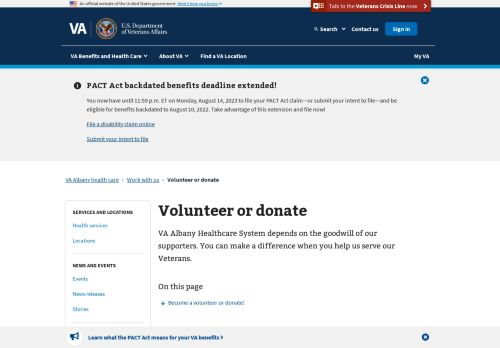 An official website of the United States government Here's how you know
Talk to the Veterans Crisis Line now
VA
U.S. Department
of Veterans Affairs
Search
Contact us
Sign in
VA Benefits and Health Care
About VA
Find a VA Location
My VA
PACT Act backdated benefits deadline extended!
You now have until 11:59 p.m. ET on Monday, August 14, 2023 to file your PACT Act claim—or submit your intent to file—and be
eligible for benefits backdated to August 10, 2022. Take advantage of this extension and file now!
File a disability claim online
Submit your intent to file
VA Albany health care › Work with us › Volunteer or donate
SERVICES AND LOCATIONS
Health services
Locations
NEWS AND EVENTS
Events
News releases
Stories
Volunteer or donate
VA Albany Healthcare System depends on the goodwill of our
supporters. You can make a difference when you help us serve our
Veterans.
On this page
Become a volunteer or donate!
Learn what the PACT Act means for your VA benefits